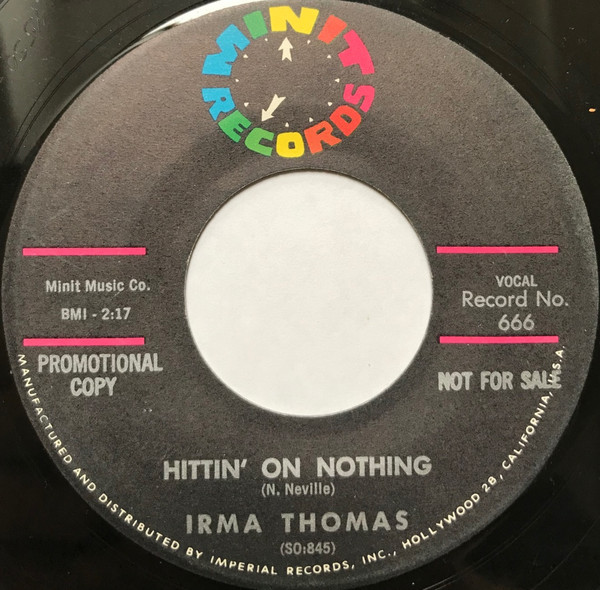 MINIT
RECORDS
Minit Music Co.
BMI - 2:17
VOCAL
Record No.
666
PROMOTIONAL
COPY
NOT FOR SALE
HITTIN' ON NOTHING
(N. Neville)
IRMA THOMAS
(SO:845)
MANUFACTURED AND DISTRIBUTED BY IMPERIAL RECORDS, INC., HOLLYWOOD 28, CALIFORNIA, U.S.A.